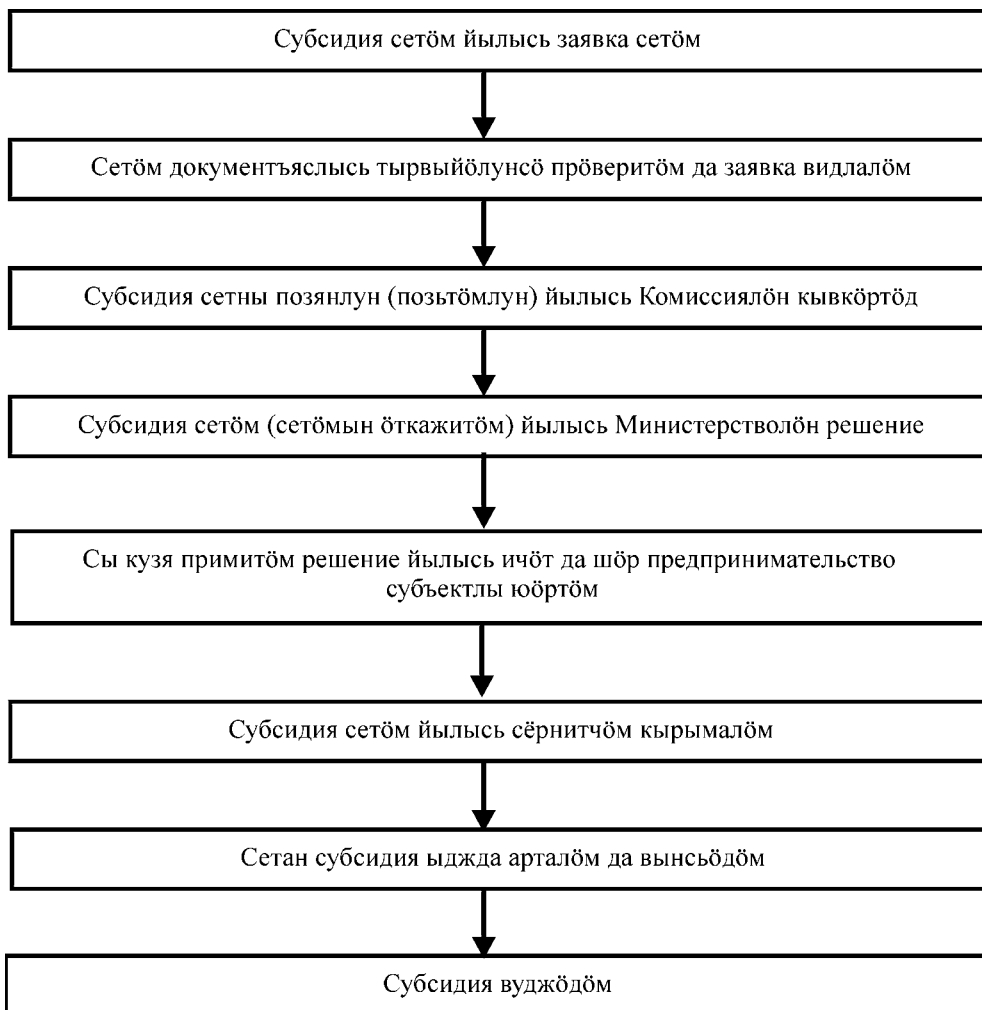 Субсидия сетӧм йылысь заявка сетӧм
Сетӧм документъяслысь тырвыйӧлунсӧ прӧверитӧм да заявка видлалӧм
Субсидия сетны позянлун (позьтӧмлун) йылысь Комиссиялӧн кывкӧртӧд
Субсидия сетӧм (сетӧмын ӧткажитӧм) йылысь Министерстволӧн решение
Сы кузя примитӧм решение йылысь ичӧт да шӧр предпринимательство
субъектлы юӧртӧм
Субсидия сетӧм йылысь сёрнитчӧм кырымалӧм
Сетан субсидия ыджда арталӧм да вынсьӧдӧм
Субсидия вуджӧдӧм